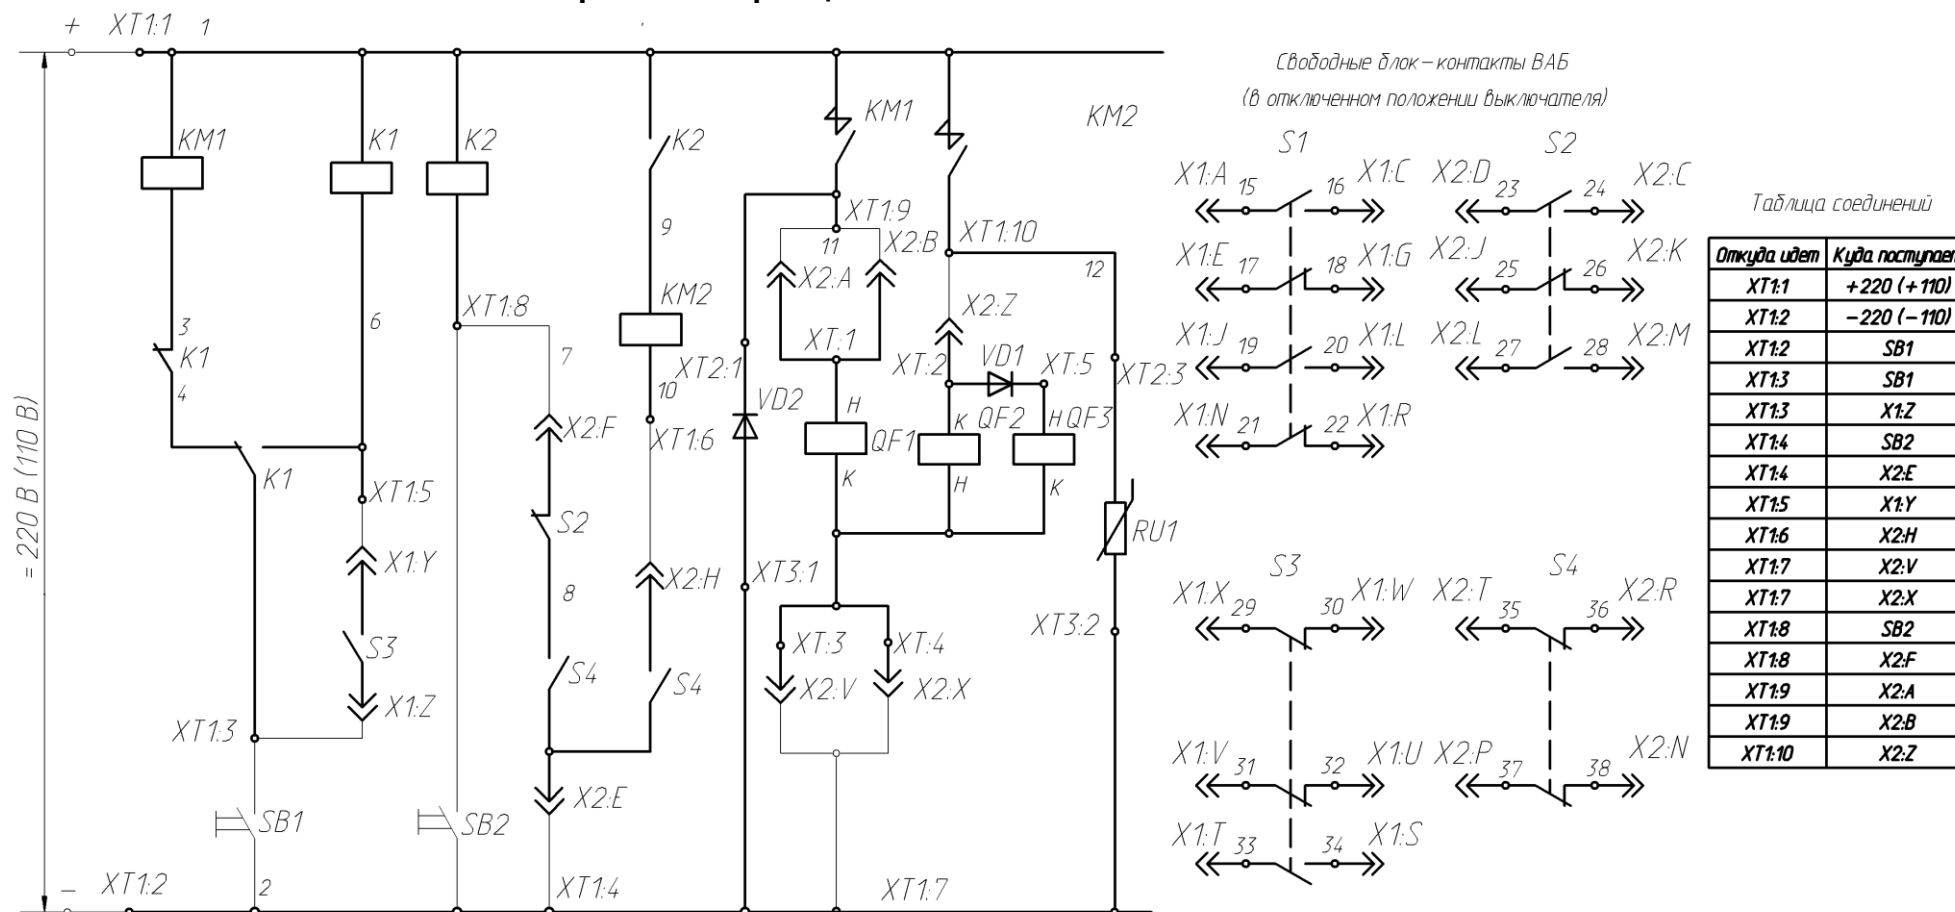 + XT1:1 1
KM1
K1
K2
K2
KM1
KM2
3
K1
4
6
XT1:8
7
9
KM2
10
XT2:1
XT1:6
VD2
XT1:9
11
X2:A
X2:B
XT:1
XT1:10
12
X2:Z
XT:2
VD1
XT:5
XT2:3
H
QF1
K
K
QF2
H
H
QF3
K
RU1
K1
XT1:5
X1:Y
S3
X1:Z
XT1:3
X2:F
S2
8
S4
X2:H
S4
X2:E
XT3:1
XT:3
XT:4
X2:V
X2:X
XT3:2
SB1
SB2
= 220 В (110 В)
– XT1:2
2
XT1:4
XT1:7
Свободные блок–контакты ВАБ
(в отключенном положении выключателя)
S1
X1:A 15 16 X1:C
X1:E 17 18 X1:G
X1:J 19 20 X1:L
X1:N 21 22 X1:R
S2
X2:D 23 24 X2:C
X2:J 25 26 X2:K
X2:L 27 28 X2:M
S3
X1:X 29 30 X1:W
X1:V 31 32 X1:U
X1:T 33 34 X1:S
S4
X2:T 35 36 X2:R
X2:P 37 38 X2:N
Таблица соединений
Откуда идет Куда поступает
XT1:1 +220 (+110)
XT1:2 –220 (–110)
XT1:2 SB1
XT1:3 SB1
XT1:3 X1:Z
XT1:4 SB2
XT1:4 X2:E
XT1:5 X1:Y
XT1:6 X2:H
XT1:7 X2:V
XT1:7 X2:X
XT1:8 SB2
XT1:8 X2:F
XT1:9 X2:A
XT1:9 X2:B
XT1:10 X2:Z